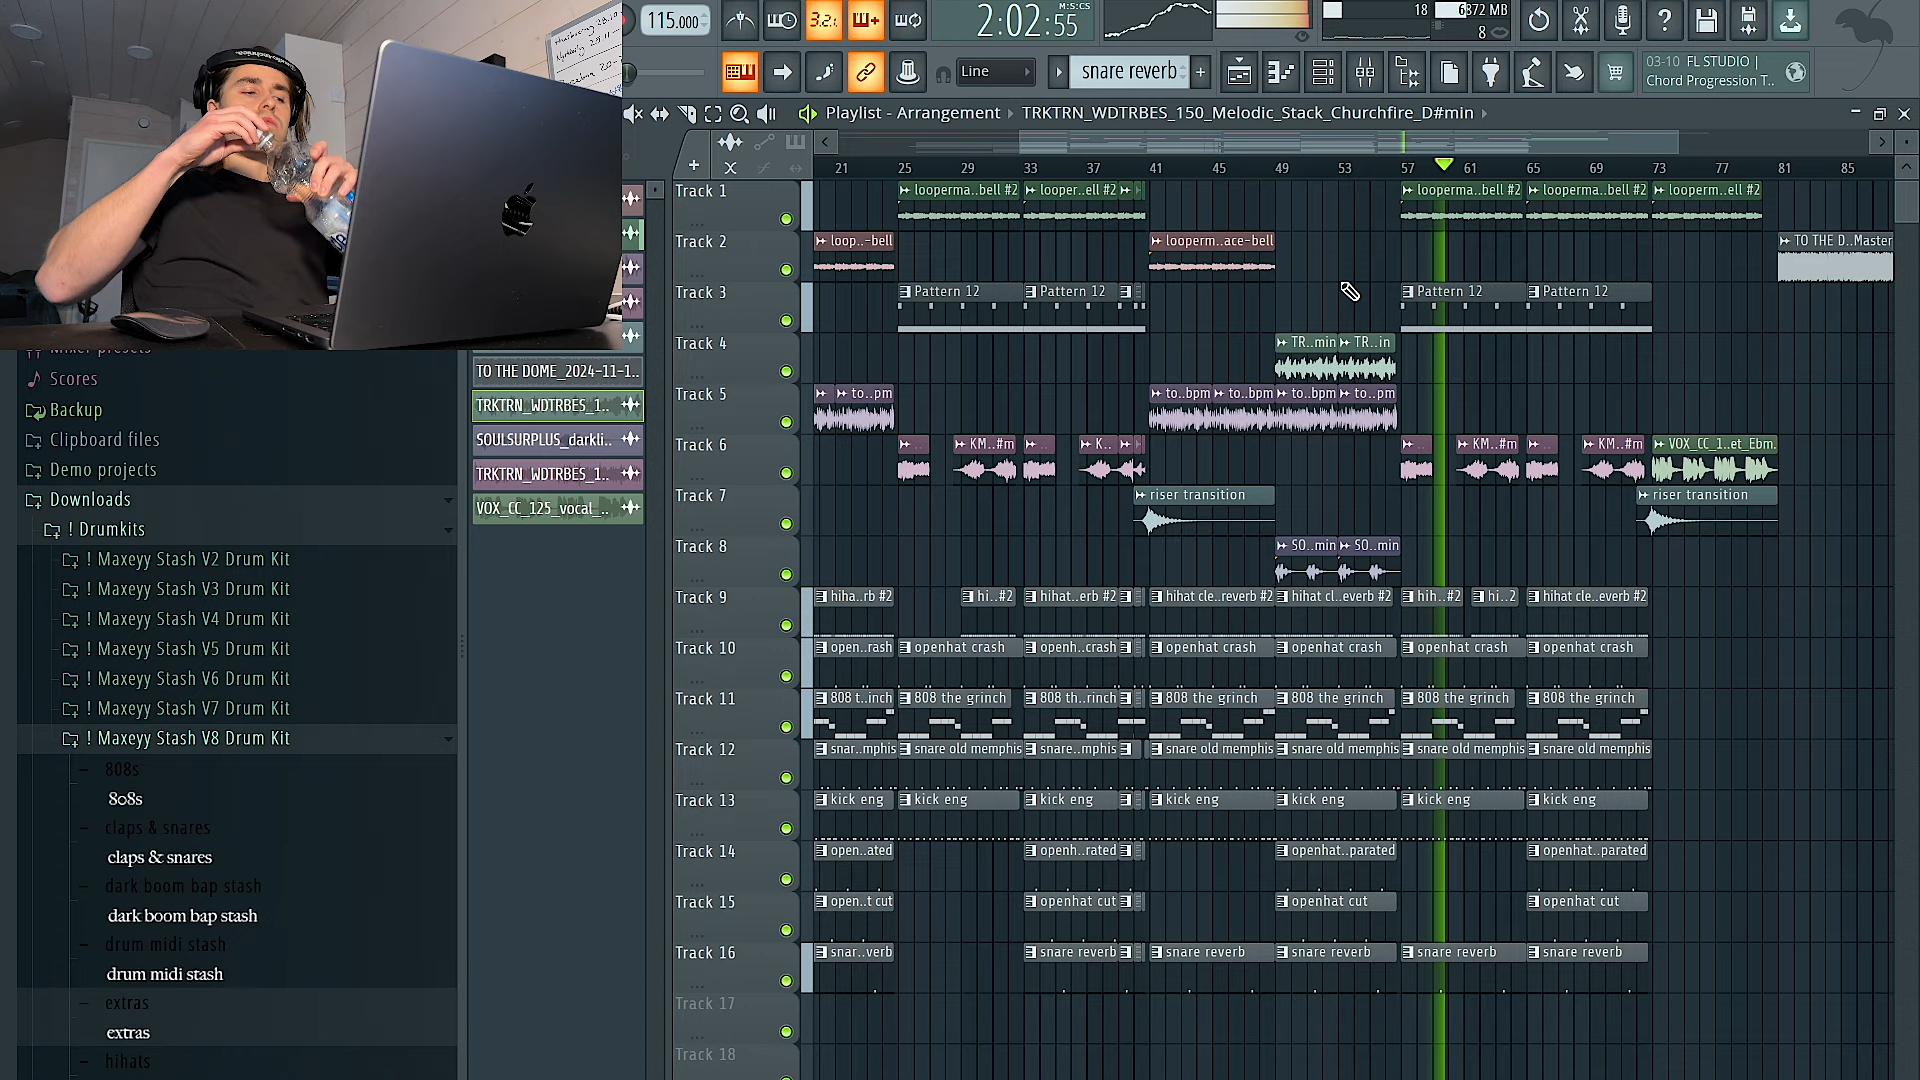 115.000
3.2.
2:02:55
M:S:CS
18
6872 MB
8
Line
snare reverb
03-10 FL STUDIO |
Chord Progression T..
Playlist - Arrangement
TRKTRN_WDTRBES_150_Melodic_Stack_Churchfire_D#min
21 25 29 33 37 41 45 49 53 57 61 65 69 73 77 81 85
Track 1
looperma..bell #2
looper..ell #2
looperma..bell #2
looperma..bell #2
looperm..ell #2
Track 2
loop..-bell
looperm..ace-bell
TO THE D..Master
Track 3
Pattern 12
Pattern 12
Pattern 12
Pattern 12
Track 4
TR..min
TR..in
Track 5
to..pm
to..bpm
to..bpm
to..bpm
to..pm
Track 6
KM..#m
K..
KM..#m
KM..#m
VOX_CC_1..et_Ebm.
Track 7
riser transition
riser transition
Track 8
SO..min
SO..min
Track 9
hiha..rb #2
hi..#2
hihat..erb #2
hihat cle..reverb #2
hihat cl..everb #2
hih..#2
hi..2
hihat cle..everb #2
Track 10
open..rash
openhat crash
openh..crash
openhat crash
openhat crash
openhat crash
openhat crash
Track 11
808 t..inch
808 the grinch
808 th..rinch
808 the grinch
808 the grinch
808 the grinch
808 the grinch
Track 12
snar..mphis
snare old memphis
snare..mphis
snare old memphis
snare old memphis
snare old memphis
snare old memphis
Track 13
kick eng
kick eng
kick eng
kick eng
kick eng
kick eng
kick eng
Track 14
open..ated
openh..rated
openhat..parated
openhat..parated
Track 15
open..t cut
openhat cut
openhat cut
openhat cut
Track 16
snar..verb
snare reverb
snare reverb
snare reverb
snare reverb
snare reverb
Track 17
Track 18
TO THE DOME_2024-11-1..
TRKTRN_WDTRBES_1..
SOULSURPLUS_darkli..
TRKTRN_WDTRBES_1..
VOX_CC_125_vocal_..
Mixer presets
Scores
Backup
Clipboard files
Demo projects
Downloads
! Drumkits
! Maxeyy Stash V2 Drum Kit
! Maxeyy Stash V3 Drum Kit
! Maxeyy Stash V4 Drum Kit
! Maxeyy Stash V5 Drum Kit
! Maxeyy Stash V6 Drum Kit
! Maxeyy Stash V7 Drum Kit
! Maxeyy Stash V8 Drum Kit
808s
808s
claps & snares
claps & snares
dark boom bap stash
dark boom bap stash
drum midi stash
drum midi stash
extras
extras
hihats